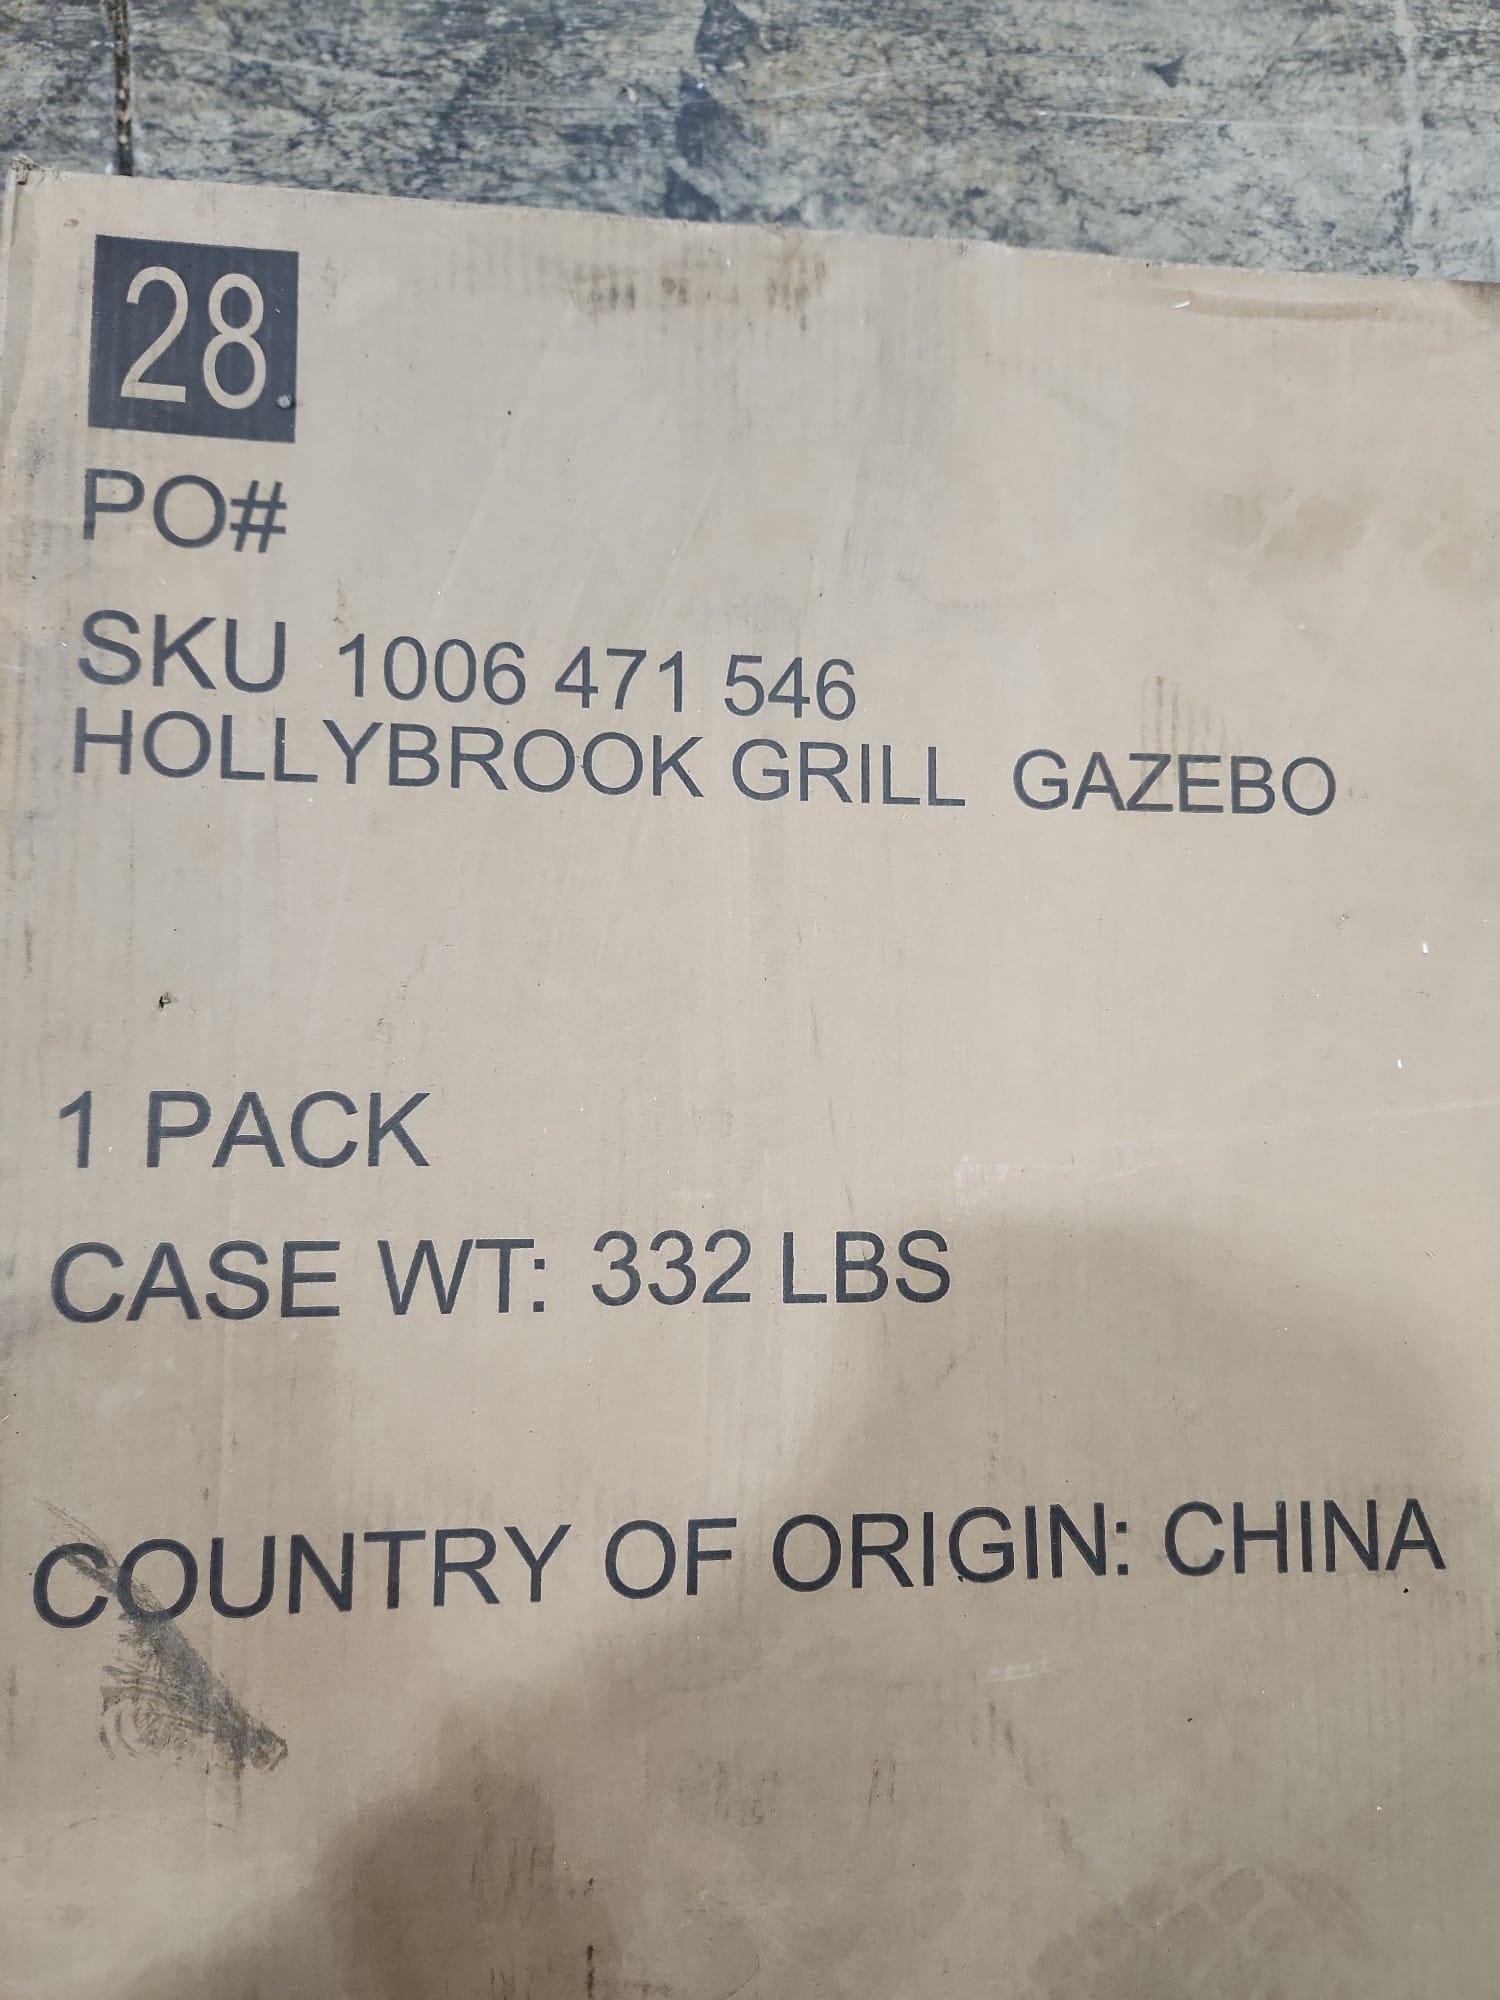 28
PO#
SKU 1006 471 546
HOLLYBROOK GRILL GAZEBO
1 PACK
CASE WT: 332 LBS
COUNTRY OF ORIGIN: CHINA